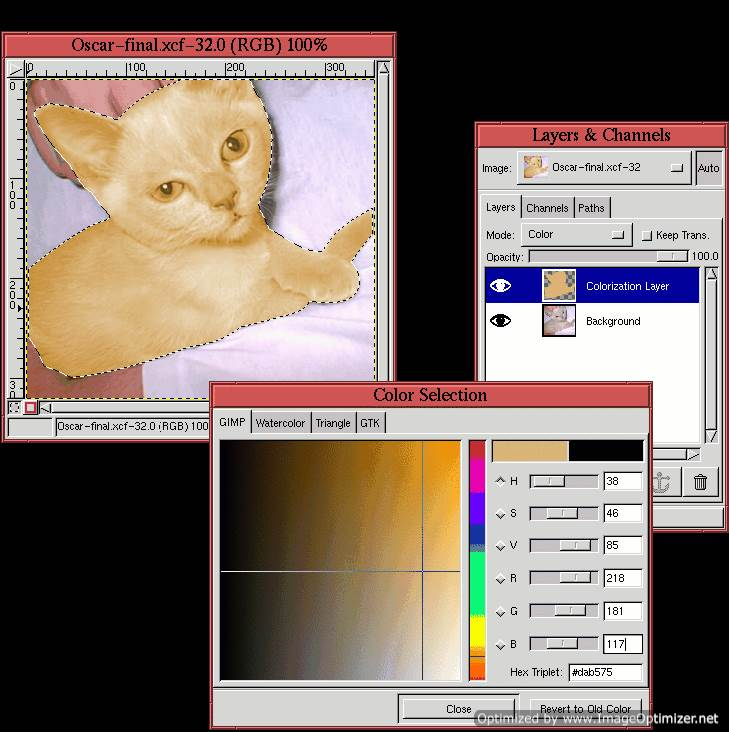 Oscar-final.xcf-32.0 (RGB) 100%
0 100 200 300
0
100
200
3
Oscar-final.xcf-32.0 (RGB) 100
Layers & Channels
Image: Oscar-final.xcf-32 Auto
Layers Channels Paths
Mode: Color Keep Trans.
Opacity: 100.0
Colorization Layer
Background
Color Selection
GIMP Watercolor Triangle GTK
H 38
S 46
V 85
R 218
G 181
B 117
Hex Triplet: #dab575
Close Revert to Old Color
Optimized by www.ImageOptimizer.net